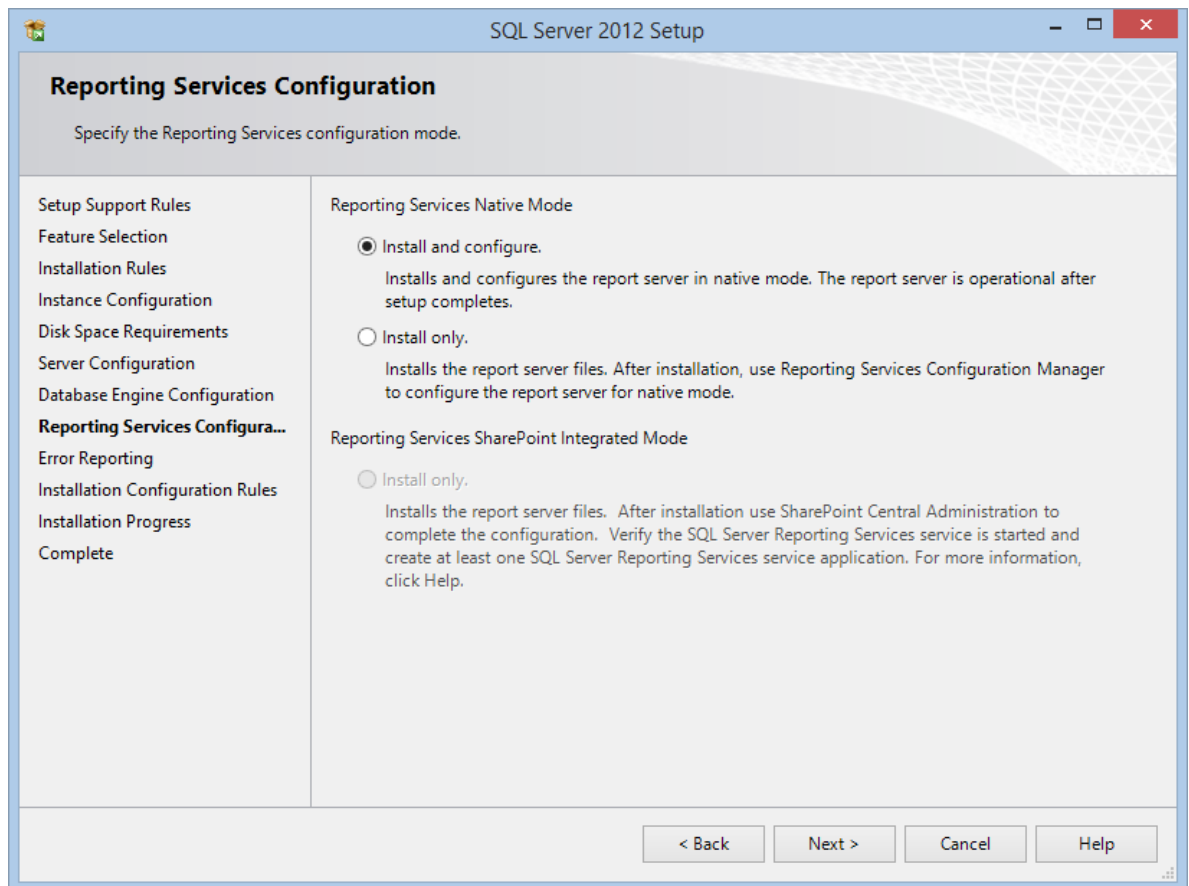 SQL Server 2012 Setup
Reporting Services Configuration
Specify the Reporting Services configuration mode.
Setup Support Rules
Feature Selection
Installation Rules
Instance Configuration
Disk Space Requirements
Server Configuration
Database Engine Configuration
Reporting Services Configura...
Error Reporting
Installation Configuration Rules
Installation Progress
Complete
Reporting Services Native Mode
Install and configure.
Installs and configures the report server in native mode. The report server is operational after
setup completes.
Install only.
Installs the report server files. After installation, use Reporting Services Configuration Manager
to configure the report server for native mode.
Reporting Services SharePoint Integrated Mode
Install only.
Installs the report server files. After installation use SharePoint Central Administration to
complete the configuration. Verify the SQL Server Reporting Services service is started and
create at least one SQL Server Reporting Services service application. For more information,
click Help.
< Back
Next >
Cancel
Help